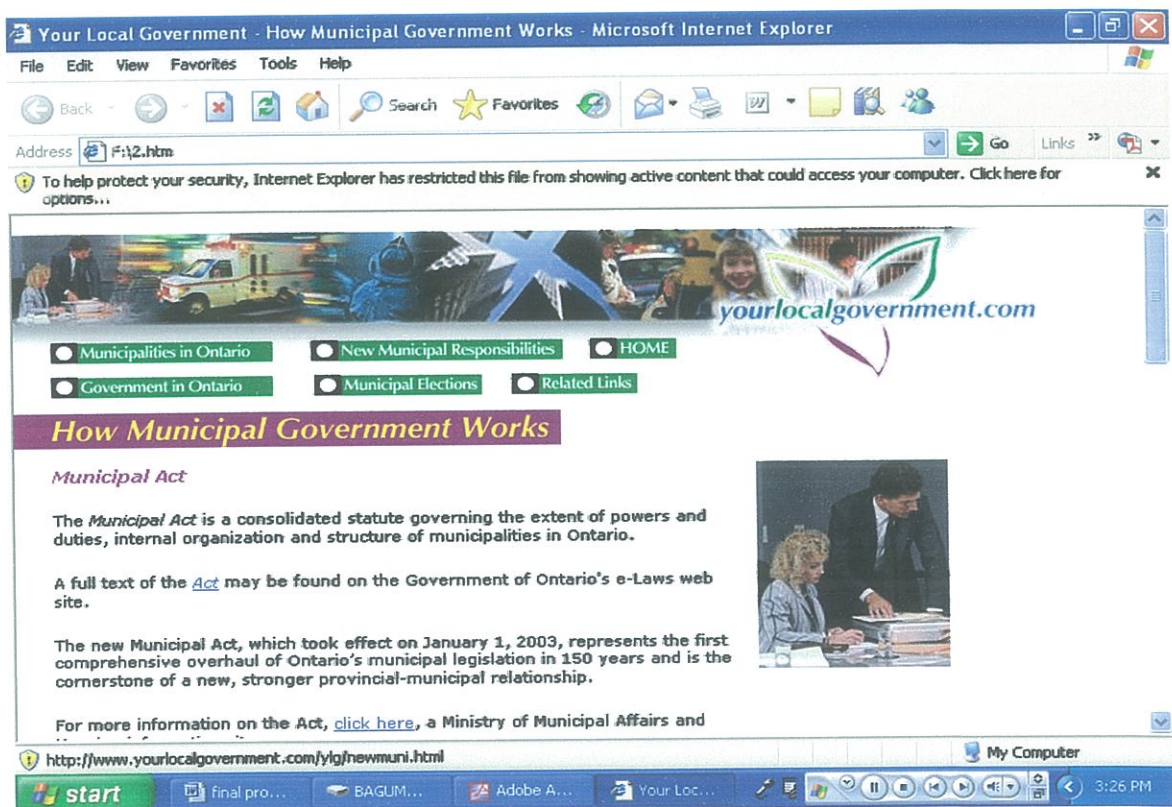 Your Local Government - How Municipal Government Works - Microsoft Internet Explorer
File Edit View Favorites Tools Help
Back Search Favorites
Address F:\2.htm Go Links »
To help protect your security, Internet Explorer has restricted this file from showing active content that could access your computer. Click here for
options...
yourlocalgovernment.com
Municipalities in Ontario New Municipal Responsibilities HOME
Government in Ontario Municipal Elections Related Links
How Municipal Government Works
Municipal Act
The Municipal Act is a consolidated statute governing the extent of powers and
duties, internal organization and structure of municipalities in Ontario.
A full text of the Act may be found on the Government of Ontario's e-Laws web
site.
The new Municipal Act, which took effect on January 1, 2003, represents the first
comprehensive overhaul of Ontario's municipal legislation in 150 years and is the
cornerstone of a new, stronger provincial-municipal relationship.
For more information on the Act, click here, a Ministry of Municipal Affairs and
http://www.yourlocalgovernment.com/ylg/newmuni.html My Computer
start final pro... BAGUM... Adobe A... Your Loc... 3:26 PM